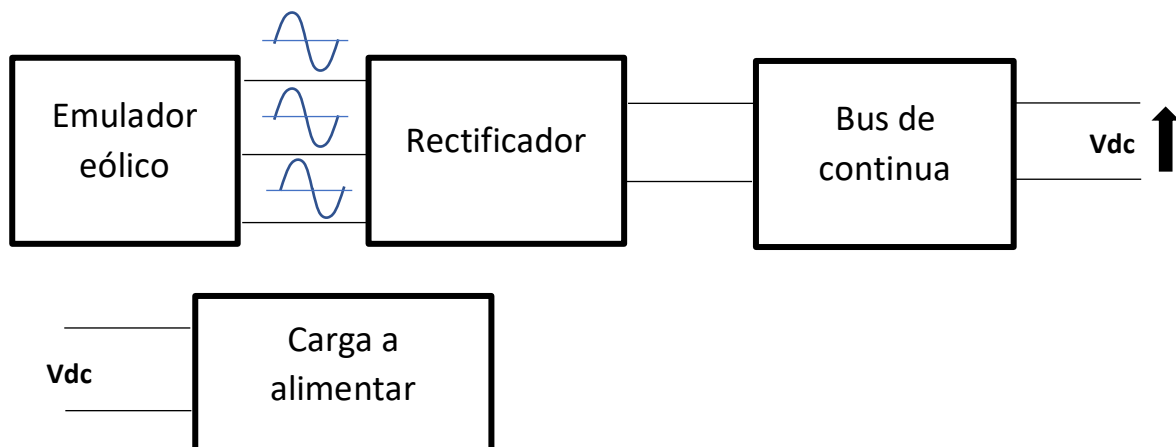 Emulador
eólico
Rectificador
Bus de
continua
Vdc
Carga a
alimentar
Vdc